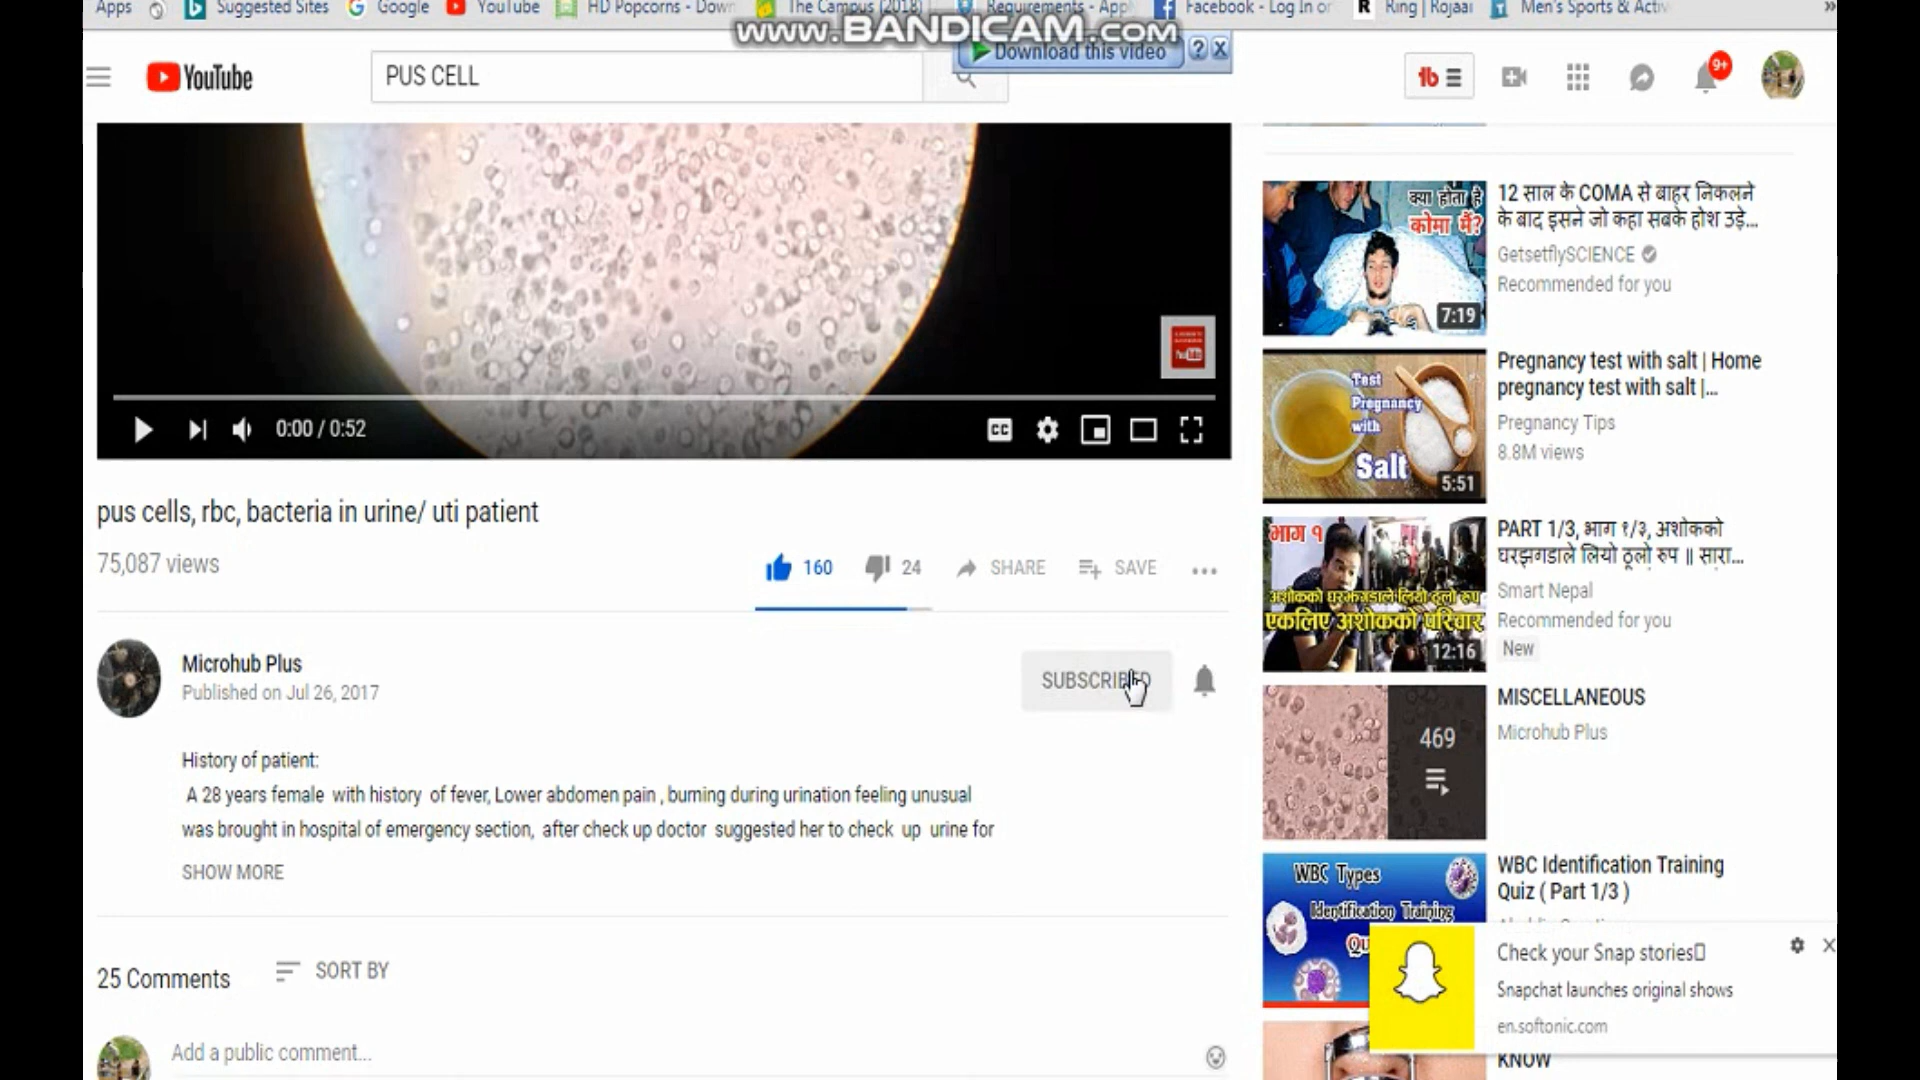 Apps
Suggested Sites
Google
YouTube
HD Popcorns - Down
The Campus (2018)
Requirements - Appl
Facebook - Log In or
Ring | Rojaai
Men's Sports & Activ
»
www.BANDICAM.com
Download this video
? X
YouTube
PUS CELL
9+
0:00 / 0:52
CC
pus cells, rbc, bacteria in urine/ uti patient
75,087 views
160
24
SHARE
SAVE
Microhub Plus
Published on Jul 26, 2017
SUBSCRIBED
History of patient:
A 28 years female with history of fever, Lower abdomen pain , burning during urination feeling unusual
was brought in hospital of emergency section, after check up doctor suggested her to check up urine for
SHOW MORE
25 Comments
SORT BY
Add a public comment...
क्या होता है
कोमा में?
7:19
12 साल के COMA से बाहर निकलने
के बाद इसने जो कहा सबके होश उड़े...
GetsetflySCIENCE
Recommended for you
Test
Pregnancy
with
Salt
5:51
Pregnancy test with salt | Home
pregnancy test with salt |...
Pregnancy Tips
8.8M views
भाग १
अशोकको घरझगडाले लियो ठूलो रुप
एकलिए अशोकको परिवार
12:16
PART 1/3, भाग १/३, अशोकको
घरझगडाले लियो ठूलो रुप ॥ सारा...
Smart Nepal
Recommended for you
New
469
MISCELLANEOUS
Microhub Plus
WBC Types
Identification Training
Qu
WBC Identification Training
Quiz ( Part 1/3 )
Check your Snap stories
Snapchat launches original shows
en.softonic.com
KNOW